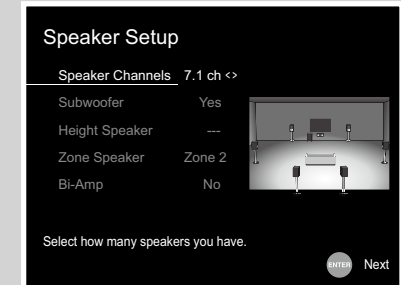 Speaker Setup
Speaker Channels 7.1 ch <>
Subwoofer Yes
Height Speaker ---
Zone Speaker Zone 2
Bi-Amp No
Select how many speakers you have.
ENTER Next